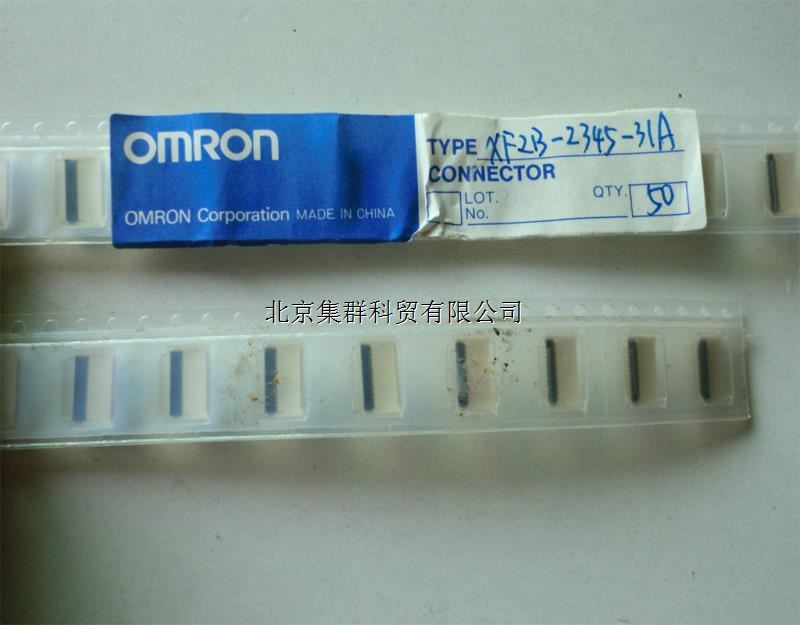 OMRON
OMRON Corporation MADE IN CHINA
TYPE XF2B-2345-31A
CONNECTOR
LOT. No.
QTY. 50
北京集群科贸有限公司